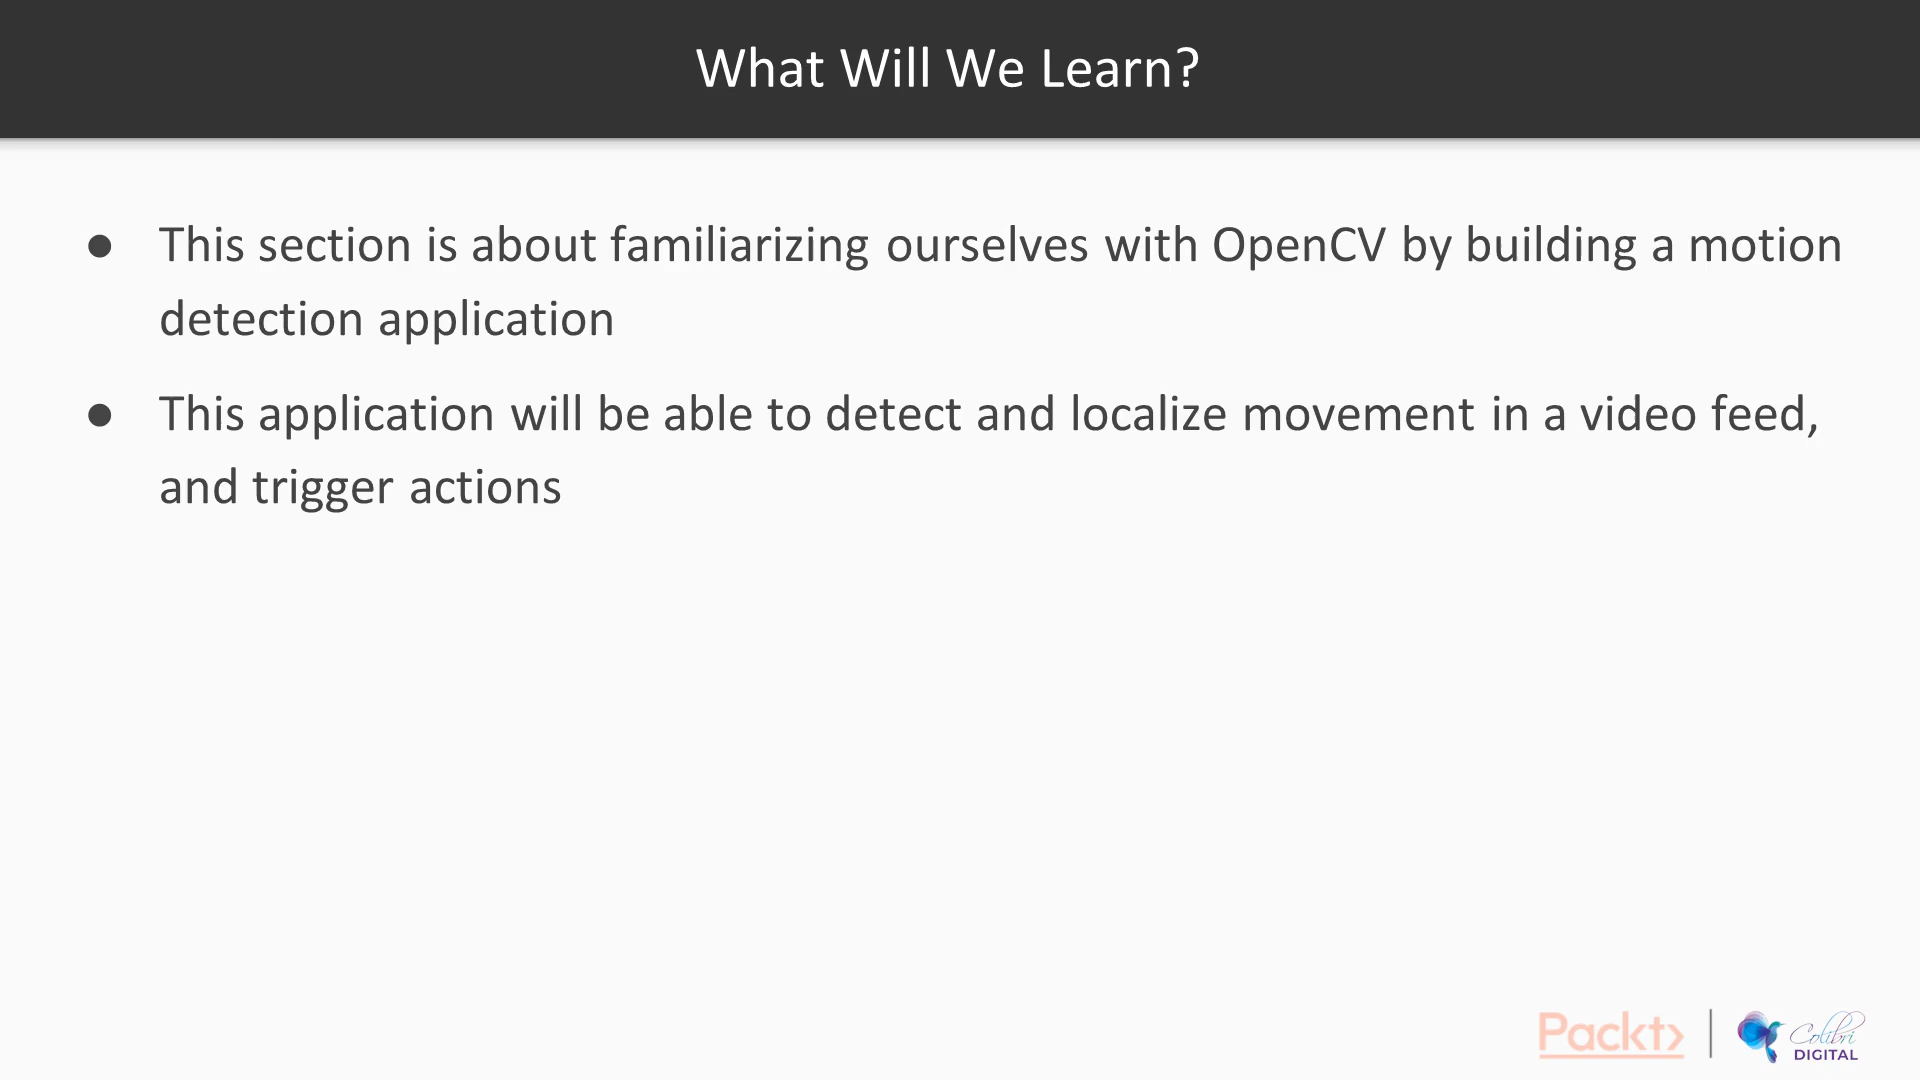 What Will We Learn?
● This section is about familiarizing ourselves with OpenCV by building a motion
detection application
● This application will be able to detect and localize movement in a video feed,
and trigger actions
Packt>
Colibri
DIGITAL